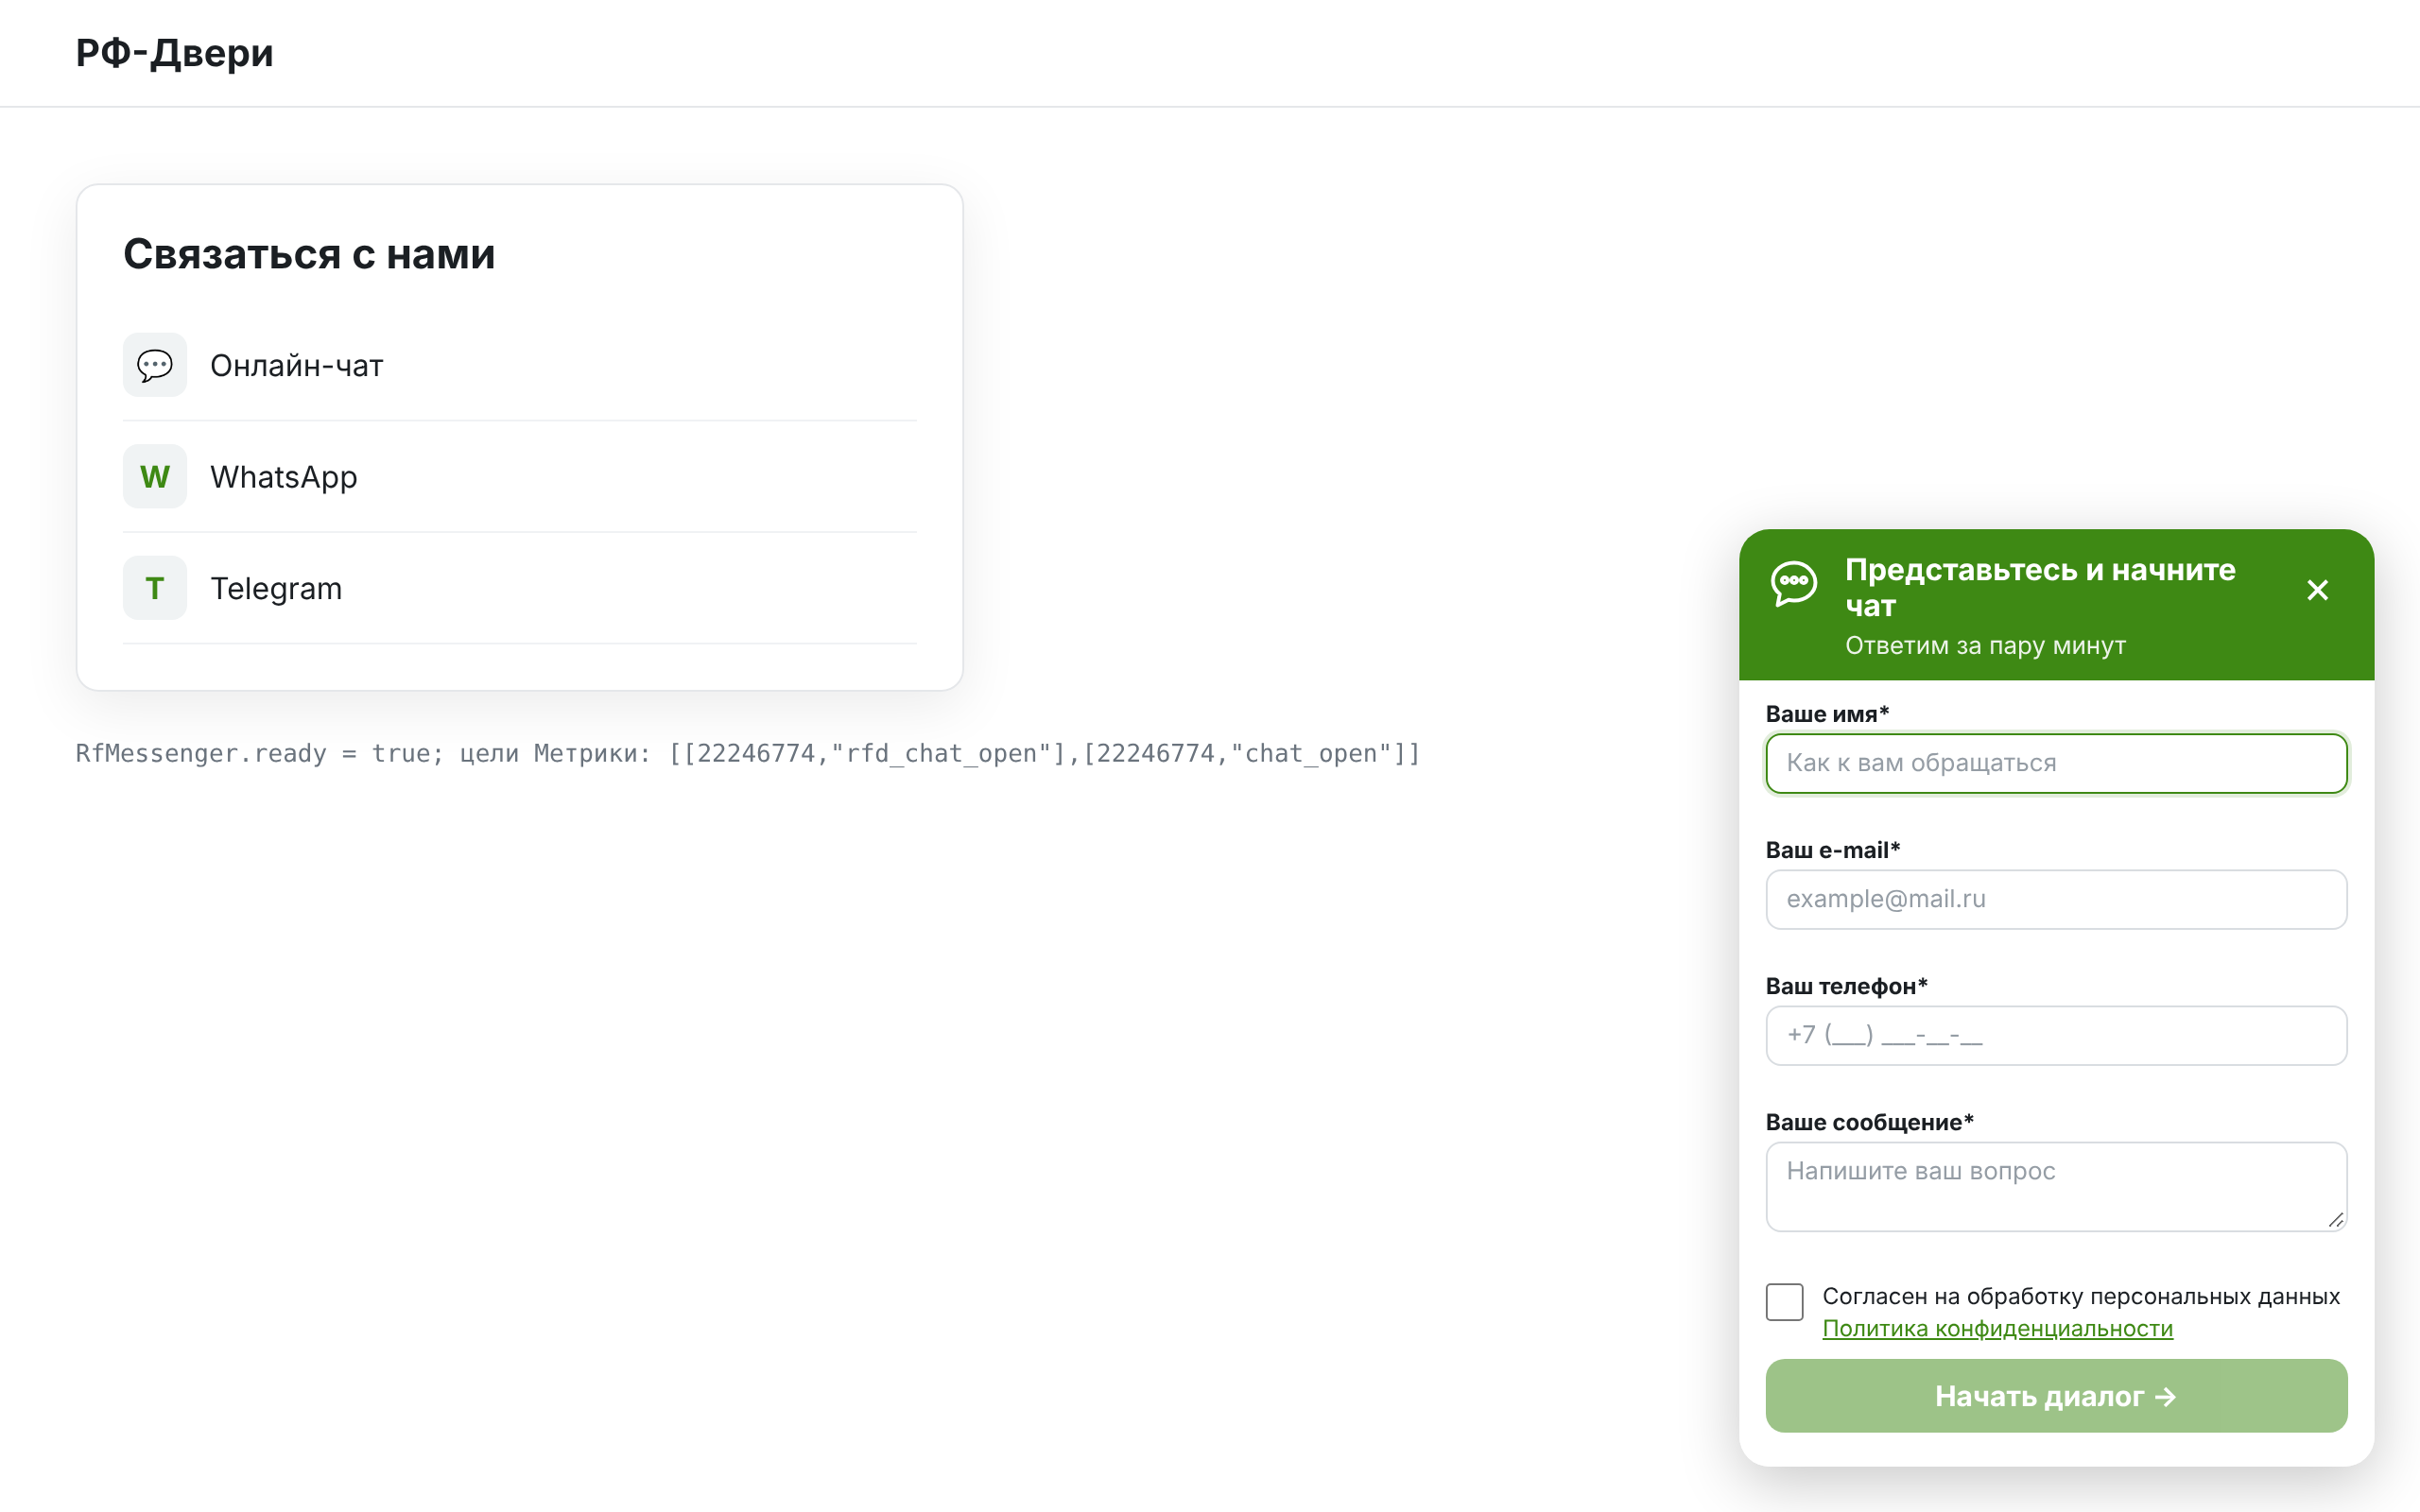 РФ-Двери
Связаться с нами
Онлайн-чат
W WhatsApp
T Telegram
RfMessenger.ready = true; цели Метрики: [[22246774,"rfd_chat_open"],[22246774,"chat_open"]]
Представьтесь и начните
чат
Ответим за пару минут
Ваше имя*
Как к вам обращаться
Ваш e-mail*
example@mail.ru
Ваш телефон*
+7 (___) ___-__-__
Ваше сообщение*
Напишите ваш вопрос
Согласен на обработку персональных данных
Политика конфиденциальности
Начать диалог →